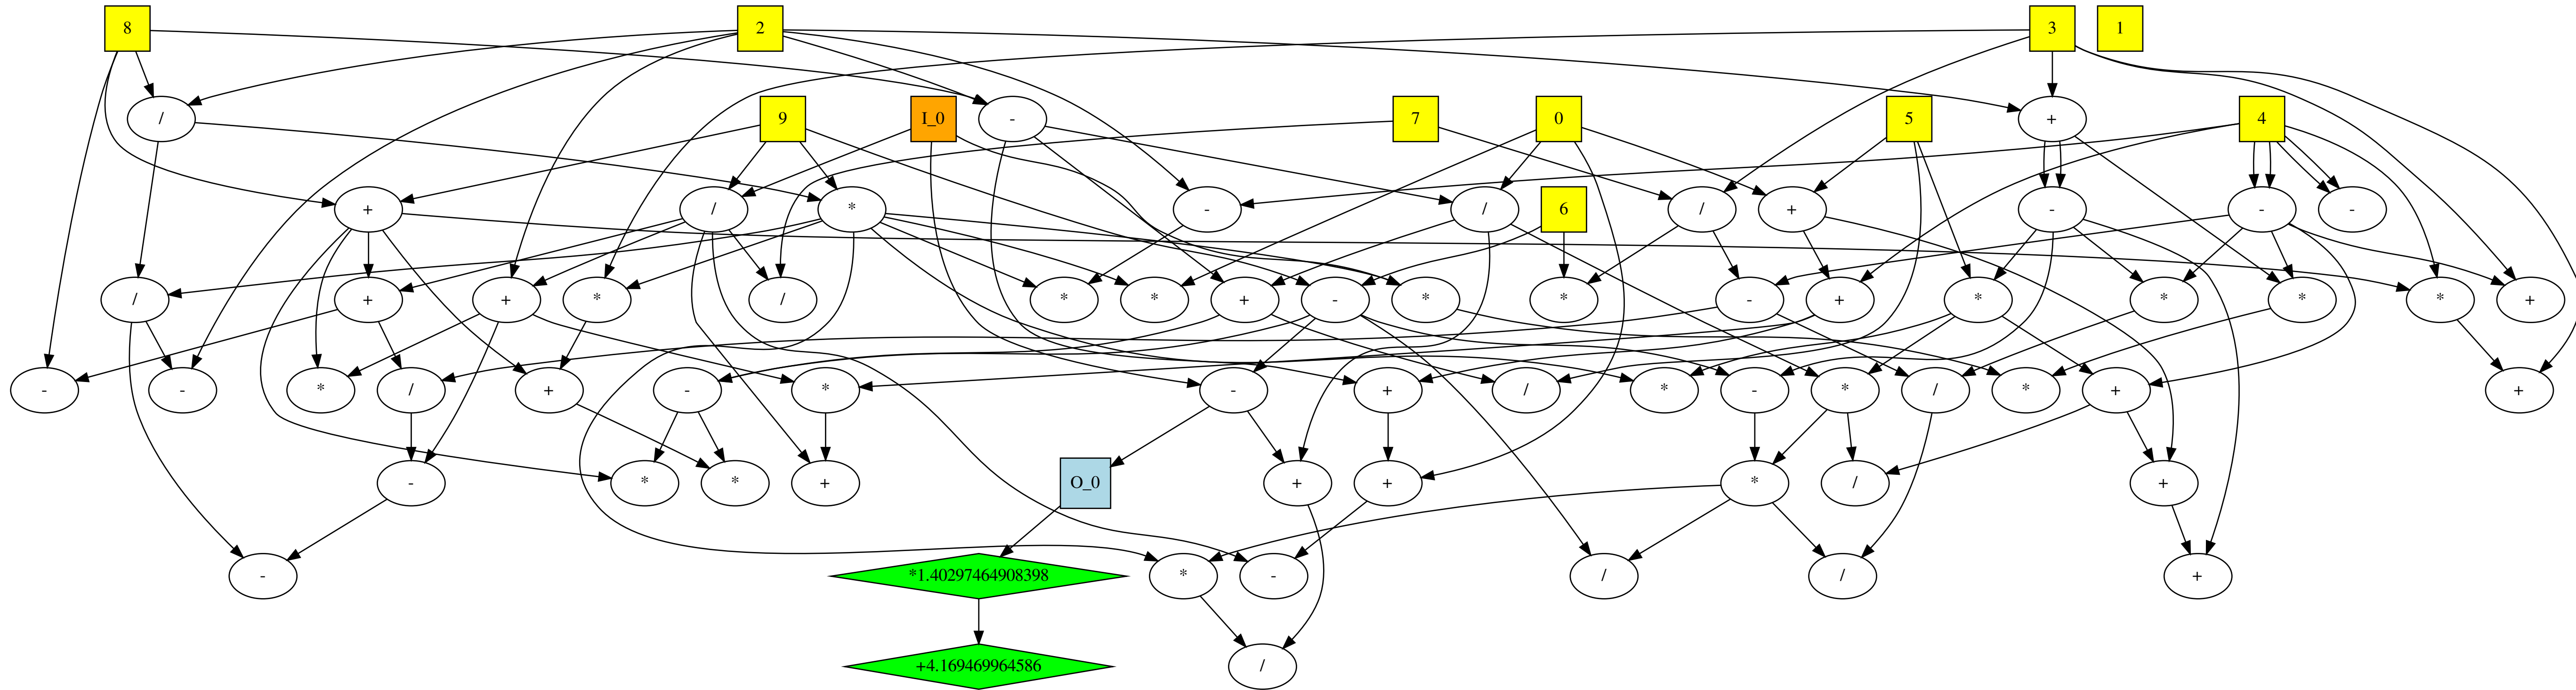 8 2 3 1
/ 9 I_0 - 7 0 5 + 4
+ / * - / 6 / + - - -
/ + + * / * * + - * * - + * * * * +
- - * / + - * - + / * - * / * + +
- * * + O_0 + + * / +
- *1.40297464908398 * - / / +
+4.169469964586 /